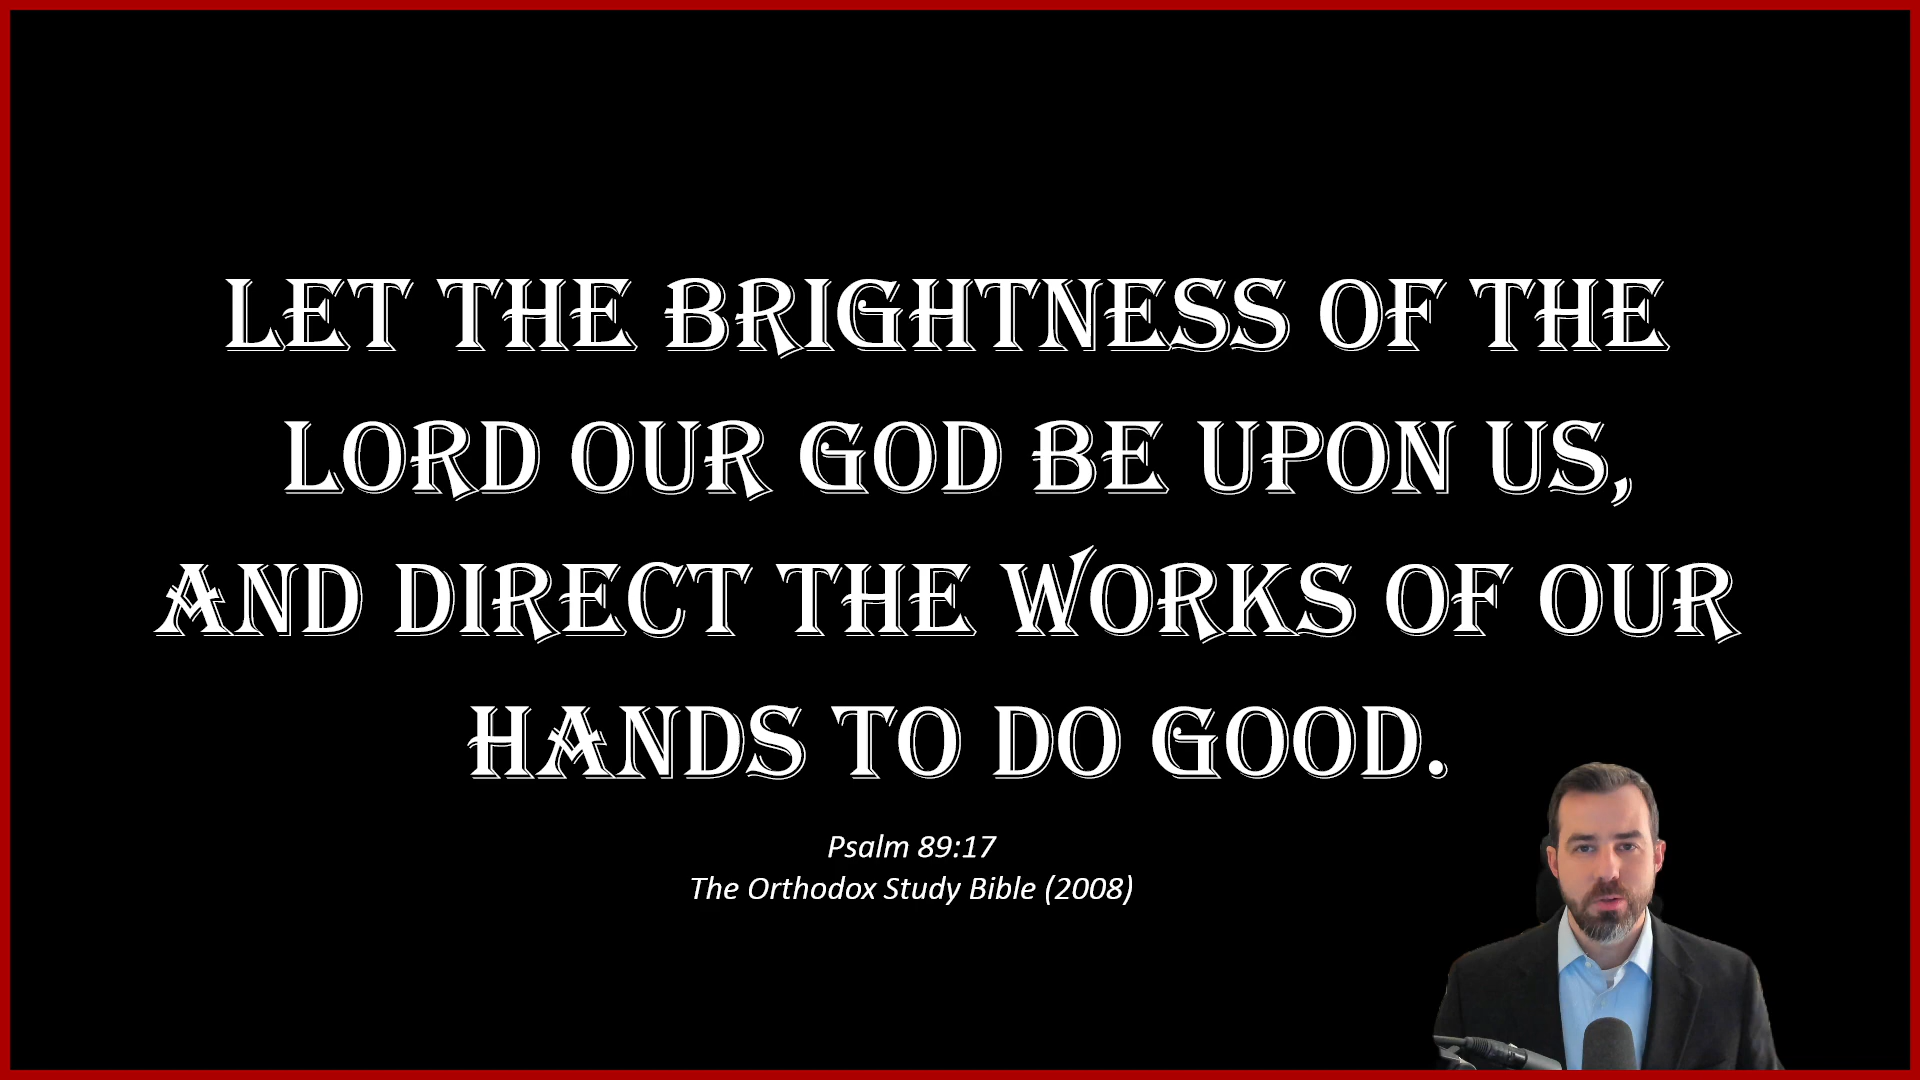 LET THE BRIGHTNESS OF THE
LORD OUR GOD BE UPON US,
AND DIRECT THE WORKS OF OUR
HANDS TO DO GOOD.
Psalm 89:17
The Orthodox Study Bible (2008)